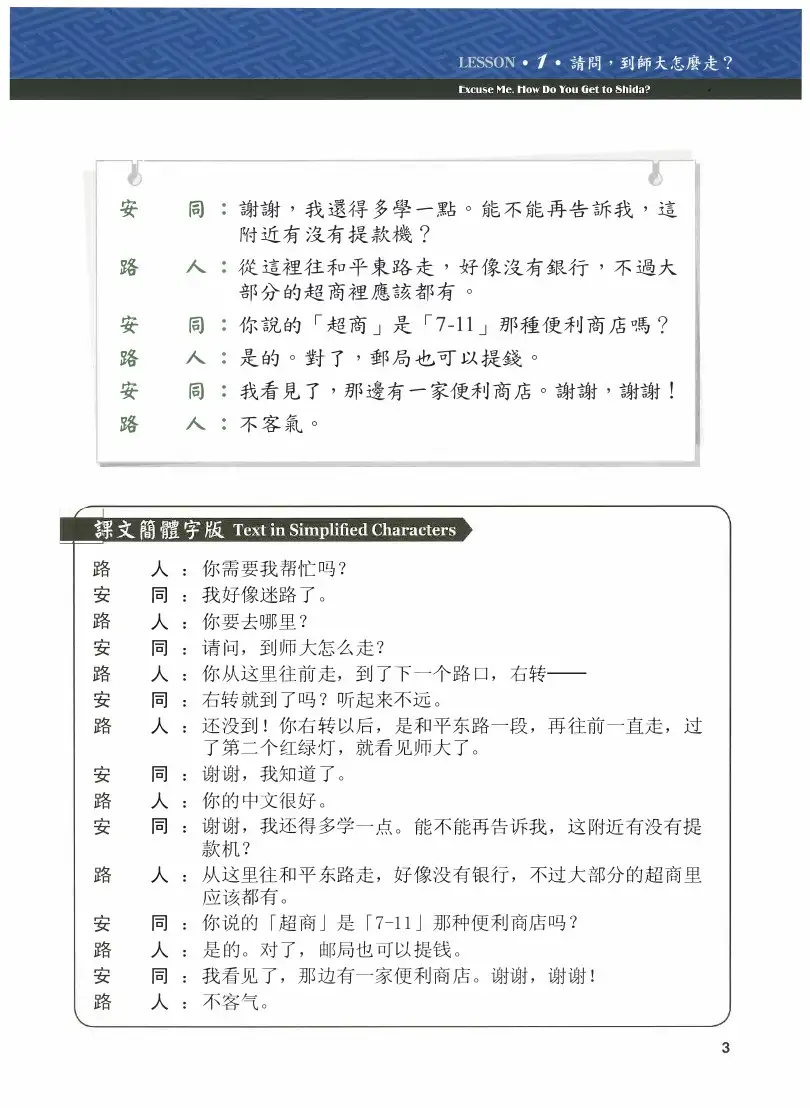 LESSON • 1 • 請問，到師大怎麼走？
Excuse Me. How Do You Get to Shida?
安　同：謝謝，我還得多學一點。能不能再告訴我，這
附近有沒有提款機？
路　人：從這裡往和平東路走，好像沒有銀行，不過大
部分的超商裡應該都有。
安　同：你說的「超商」是「7-11」那種便利商店嗎？
路　人：是的。對了，郵局也可以提錢。
安　同：我看見了，那邊有一家便利商店。謝謝，謝謝！
路　人：不客氣。
課文簡體字版 Text in Simplified Characters
路　人：你需要我帮忙吗？
安　同：我好像迷路了。
路　人：你要去哪里？
安　同：请问，到师大怎么走？
路　人：你从这里往前走，到了下一个路口，右转——
安　同：右转就到了吗？听起来不远。
路　人：还没到！你右转以后，是和平东路一段，再往前一直走，过
了第二个红绿灯，就看见师大了。
安　同：谢谢，我知道了。
路　人：你的中文很好。
安　同：谢谢，我还得多学一点。能不能再告诉我，这附近有没有提
款机？
路　人：从这里往和平东路走，好像没有银行，不过大部分的超商里
应该都有。
安　同：你说的「超商」是「7-11」那种便利商店吗？
路　人：是的。对了，邮局也可以提钱。
安　同：我看见了，那边有一家便利商店。谢谢，谢谢！
路　人：不客气。
3